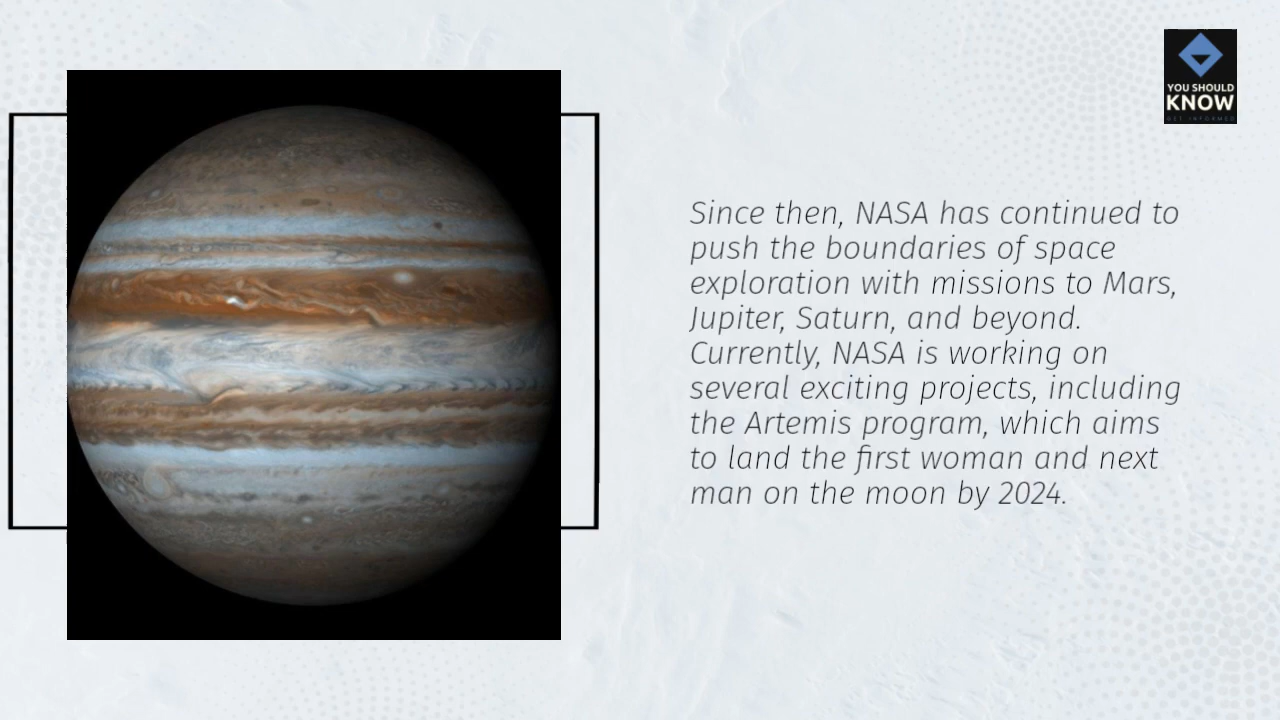 YOU SHOULD
KNOW
GET INFORMED
Since then, NASA has continued to
push the boundaries of space
exploration with missions to Mars,
Jupiter, Saturn, and beyond.
Currently, NASA is working on
several exciting projects, including
the Artemis program, which aims
to land the first woman and next
man on the moon by 2024.